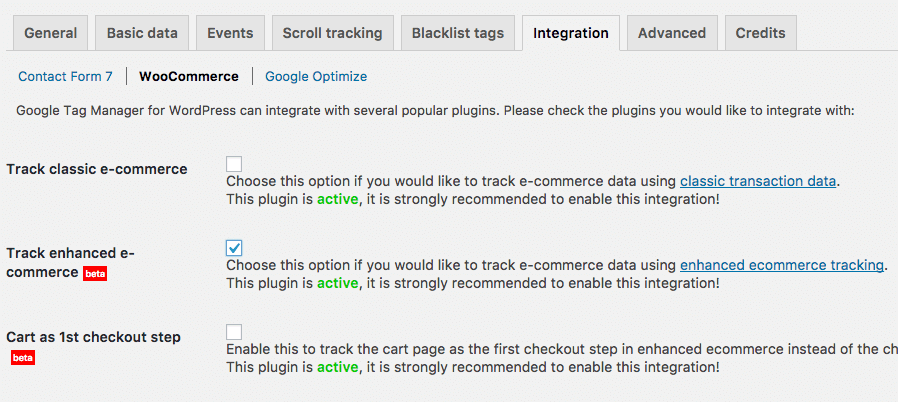 General Basic data Events Scroll tracking Blacklist tags Integration Advanced Credits
Contact Form 7 WooCommerce Google Optimize
Google Tag Manager for WordPress can integrate with several popular plugins. Please check the plugins you would like to integrate with:
Track classic e-commerce
Choose this option if you would like to track e-commerce data using classic transaction data.
This plugin is active, it is strongly recommended to enable this integration!
Track enhanced e-
commerce beta
Choose this option if you would like to track e-commerce data using enhanced ecommerce tracking.
This plugin is active, it is strongly recommended to enable this integration!
Cart as 1st checkout step
beta
Enable this to track the cart page as the first checkout step in enhanced ecommerce instead of the ch
This plugin is active, it is strongly recommended to enable this integration!